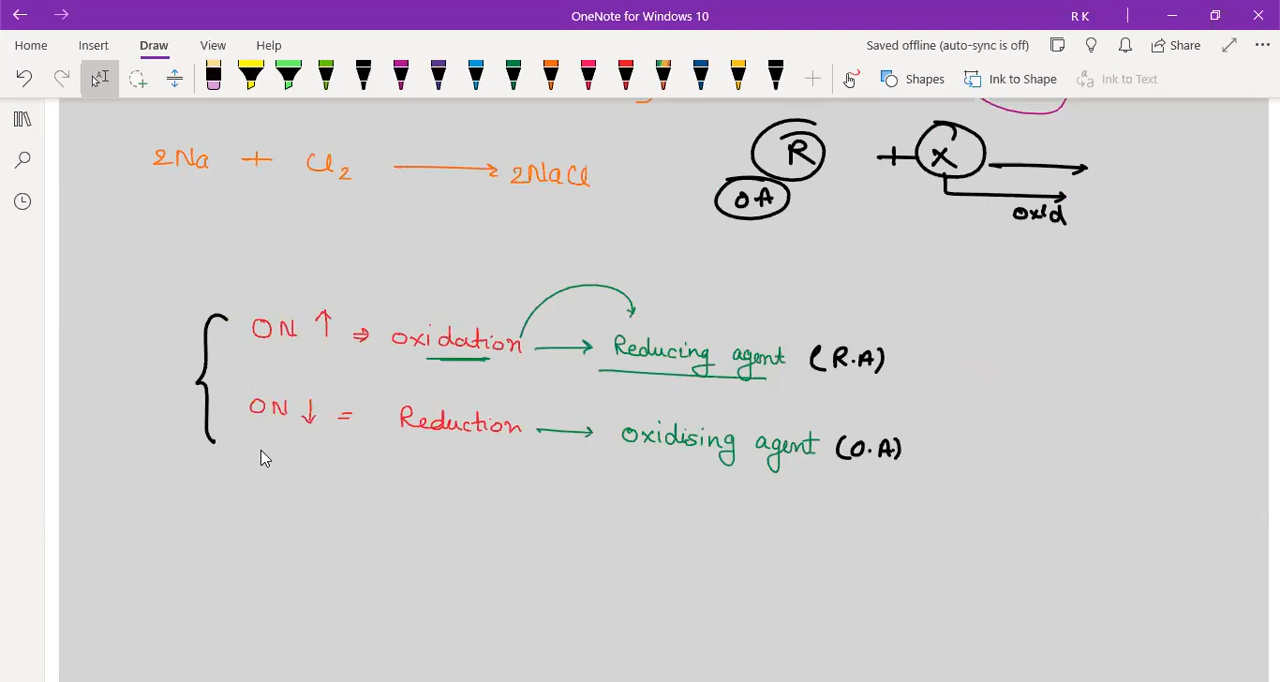 OneNote for Windows 10
R K
Home Insert Draw View Help
Saved offline (auto-sync is off)
Share
Shapes
Ink to Shape
Ink to Text
2Na + Cl2 → 2NaCl
R + X →
OA
oxid
ON ↑ ⇒ oxidation → Reducing agent (R.A)
ON ↓ = Reduction → oxidising agent (O.A)